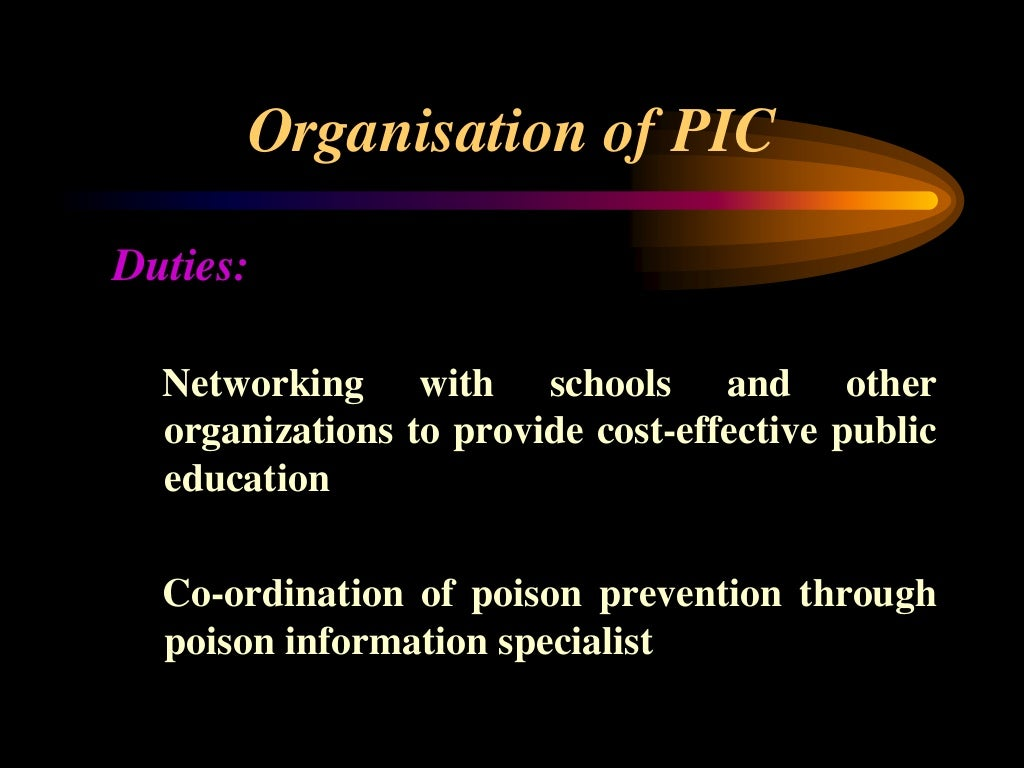 Organisation of PIC
Duties:
Networking with schools and other
organizations to provide cost-effective public
education
Co-ordination of poison prevention through
poison information specialist